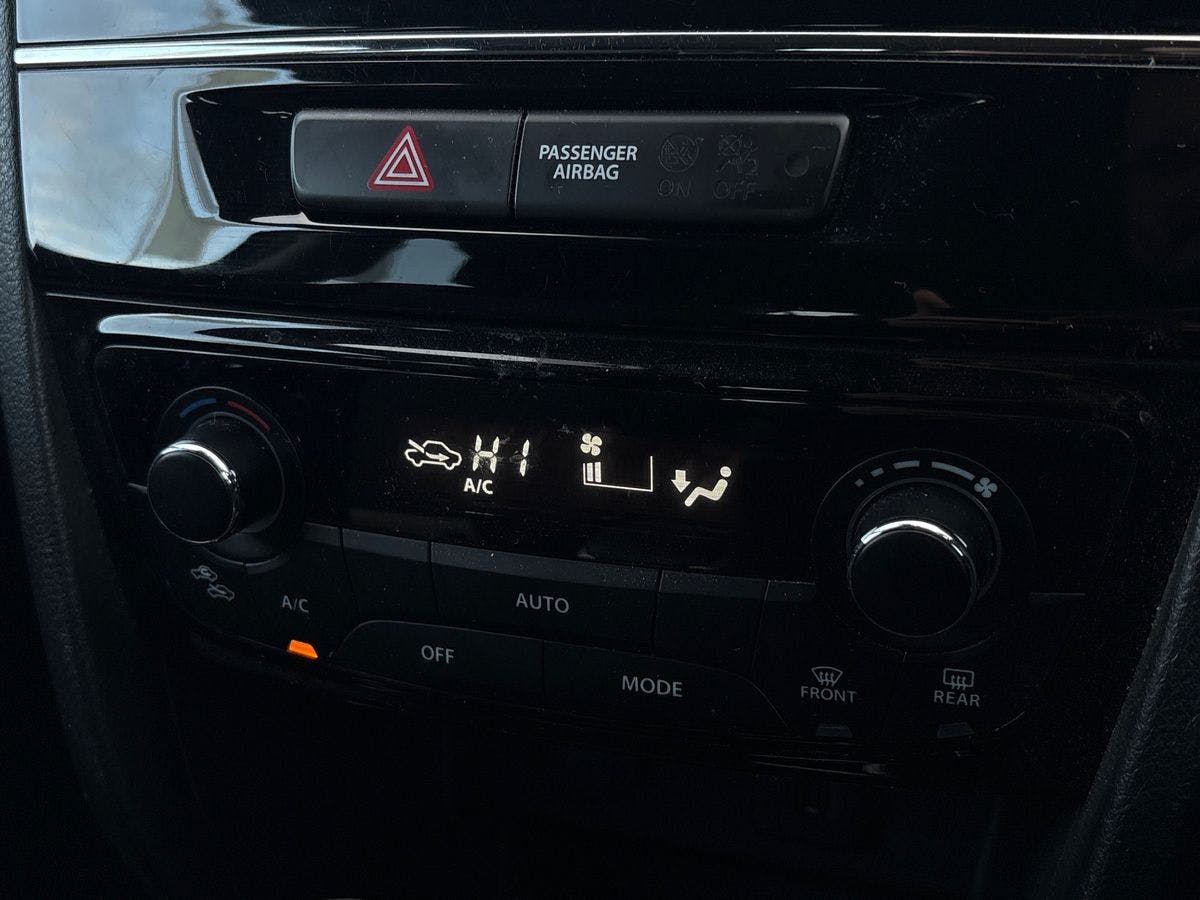 PASSENGER
AIRBAG
ON
OFF
HI
A/C
A/C
AUTO
OFF
MODE
FRONT
REAR